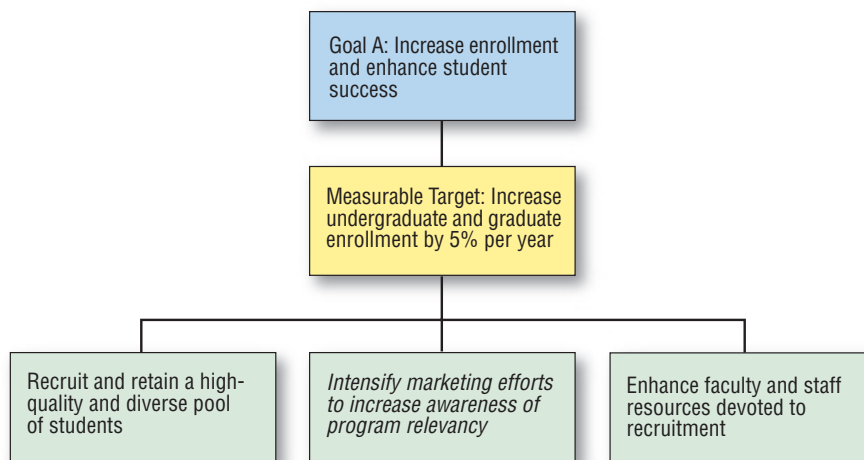 Goal A: Increase enrollment
and enhance student
success
Measurable Target: Increase
undergraduate and graduate
enrollment by 5% per year
Recruit and retain a high-
quality and diverse pool
of students
Intensify marketing efforts
to increase awareness of
program relevancy
Enhance faculty and staff
resources devoted to
recruitment